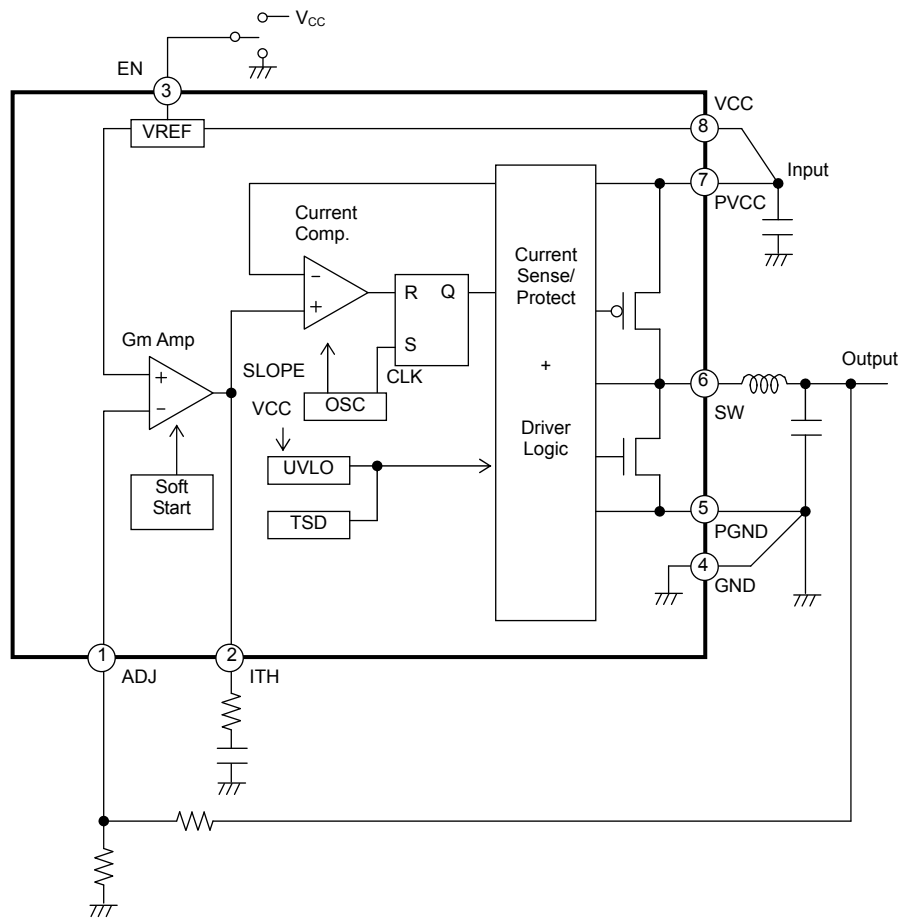 VCC
EN
3
VCC
VREF
8
Input
7
PVCC
Current
Comp.
Current
Sense/
Protect
−
+
R
Q
S
Gm Amp
+
−
SLOPE
CLK
+
Output
6
SW
OSC
VCC
Driver
Logic
UVLO
Soft
Start
TSD
5
PGND
4
GND
1
ADJ
2
ITH